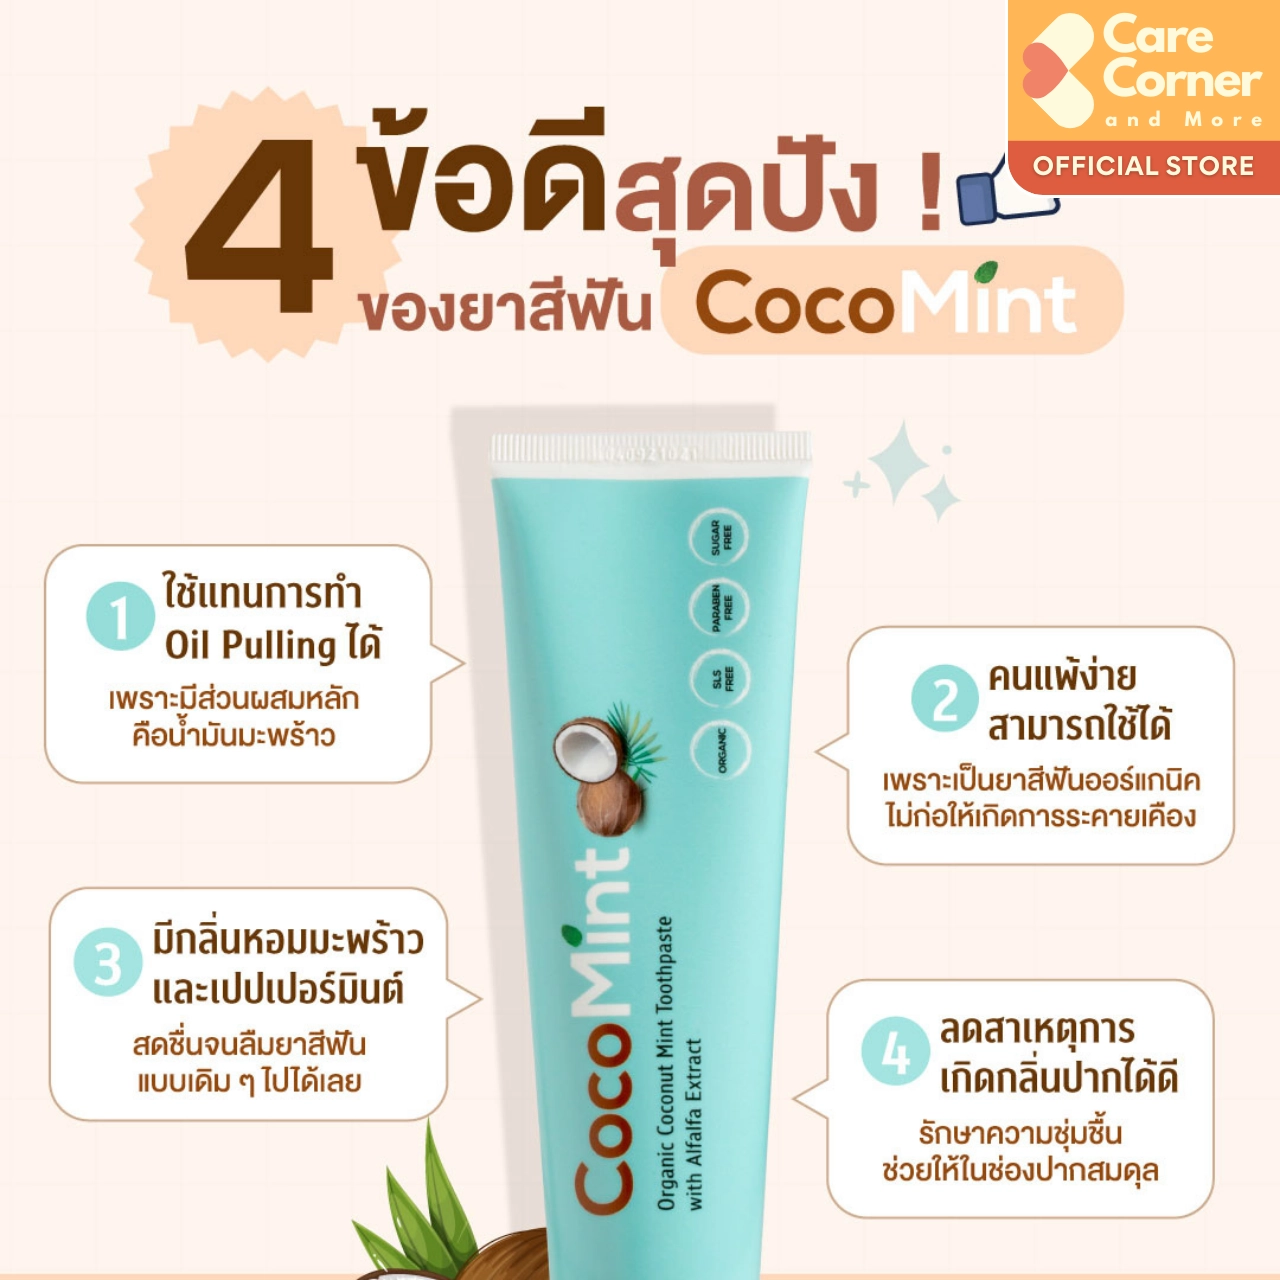 Care
Corner
and More
OFFICIAL STORE
4 ข้อดีสุดปัง !
ของยาสีฟัน CocoMint
040921021
SUGAR
FREE
PARABEN
FREE
SLS
FREE
ORGANIC
CocoMint
Organic Coconut Mint Toothpaste
with Alfalfa Extract
1
ใช้แทนการทำ
Oil Pulling ได้
เพราะมีส่วนผสมหลัก
คือน้ำมันมะพร้าว
2
คนแพ้ง่าย
สามารถใช้ได้
เพราะเป็นยาสีฟันออร์แกนิค
ไม่ก่อให้เกิดการระคายเคือง
3
มีกลิ่นหอมมะพร้าว
และเปปเปอร์มินต์
สดชื่นจนลืมยาสีฟัน
แบบเดิม ๆ ไปได้เลย
4
ลดสาเหตุการ
เกิดกลิ่นปากได้ดี
รักษาความชุ่มชื้น
ช่วยให้ในช่องปากสมดุล